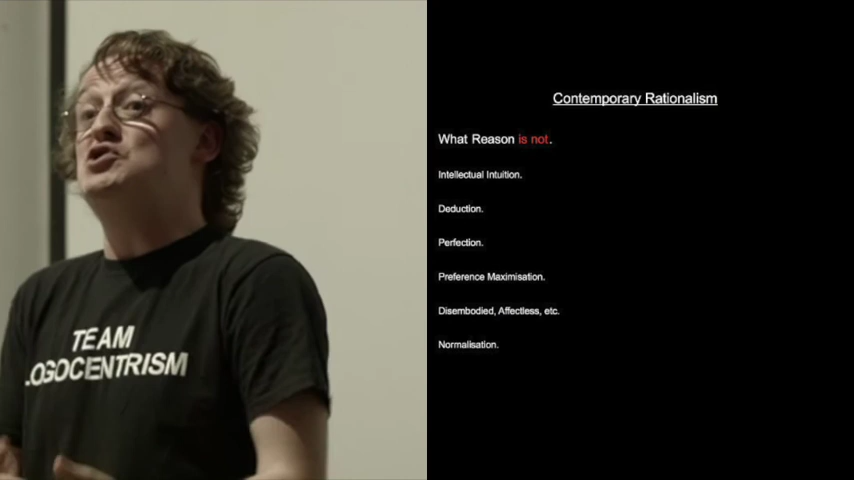 TEAM
LOGOCENTRISM
Contemporary Rationalism
What Reason is not.
Intellectual Intuition.
Deduction.
Perfection.
Preference Maximisation.
Disembodied, Affectless, etc.
Normalisation.